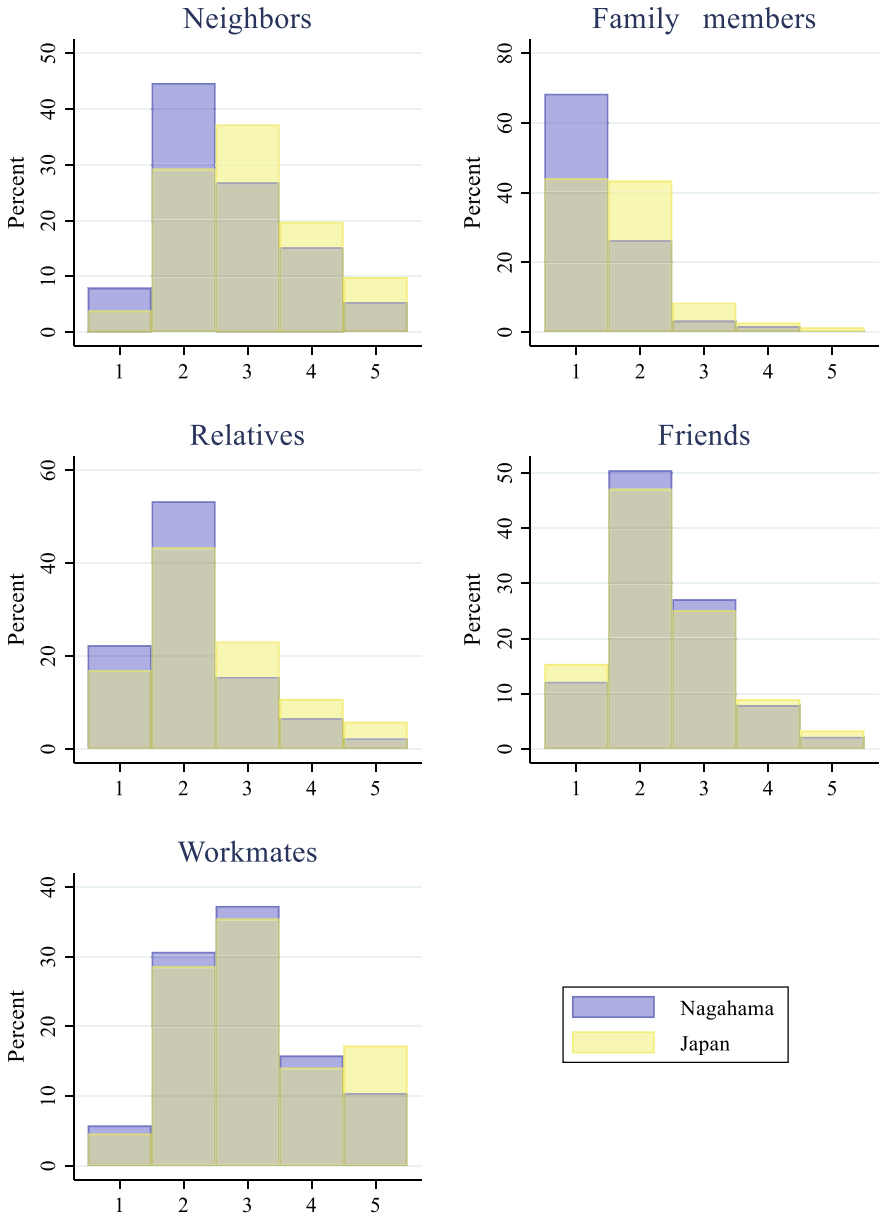 Neighbors
Percent
0 10 20 30 40 50
1 2 3 4 5
Family members
Percent
0 20 40 60 80
1 2 3 4 5
Relatives
Percent
0 20 40 60
1 2 3 4 5
Friends
Percent
0 10 20 30 40 50
1 2 3 4 5
Workmates
Percent
0 10 20 30 40
1 2 3 4 5
Nagahama
Japan